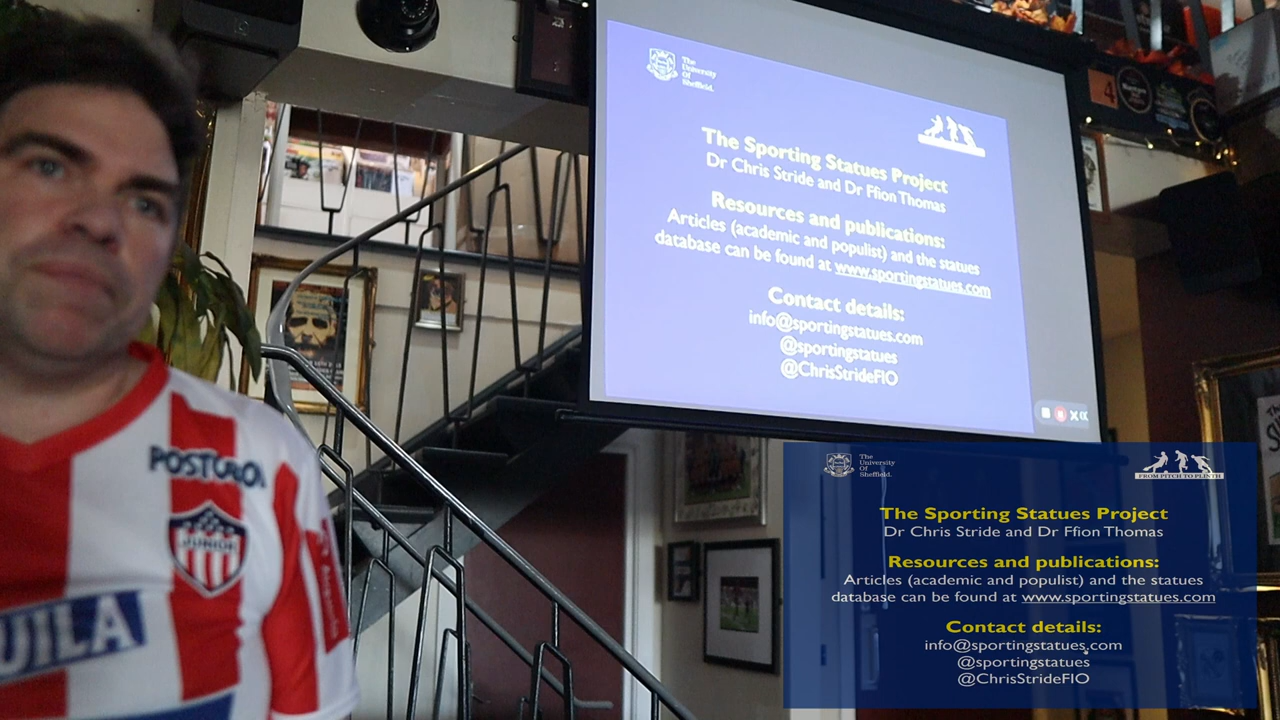 The
University
Of
Sheffield.
The Sporting Statues Project
Dr Chris Stride and Dr Ffion Thomas
Resources and publications:
Articles (academic and populist) and the statues
database can be found at www.sportingstatues.com
Contact details:
info@sportingstatues.com
@sportingstatues
@ChrisStrideFIO
4
POSTOBON
JUNIOR
UILA
The
University
Of
Sheffield.
FROM PITCH TO PLINTH
The Sporting Statues Project
Dr Chris Stride and Dr Ffion Thomas
Resources and publications:
Articles (academic and populist) and the statues
database can be found at www.sportingstatues.com
Contact details:
info@sportingstatues.com
@sportingstatues
@ChrisStrideFIO